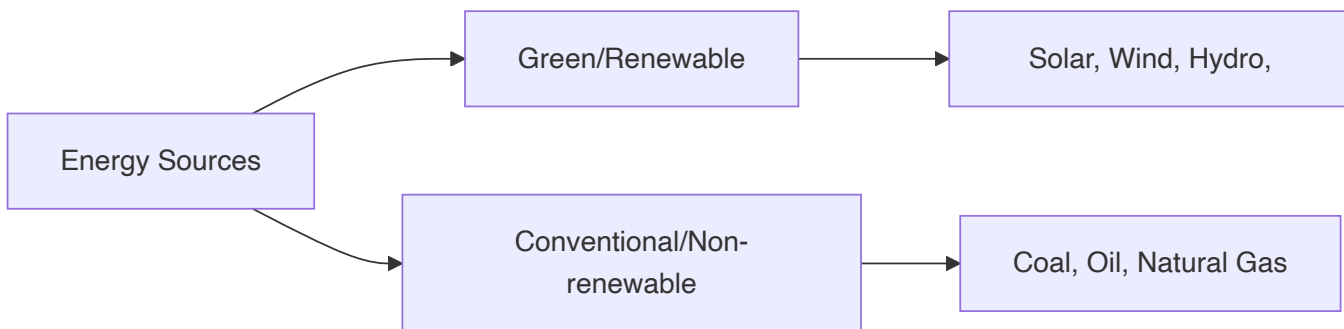 Green/Renewable
Solar, Wind, Hydro,
Energy Sources
Conventional/Non-
renewable
Coal, Oil, Natural Gas